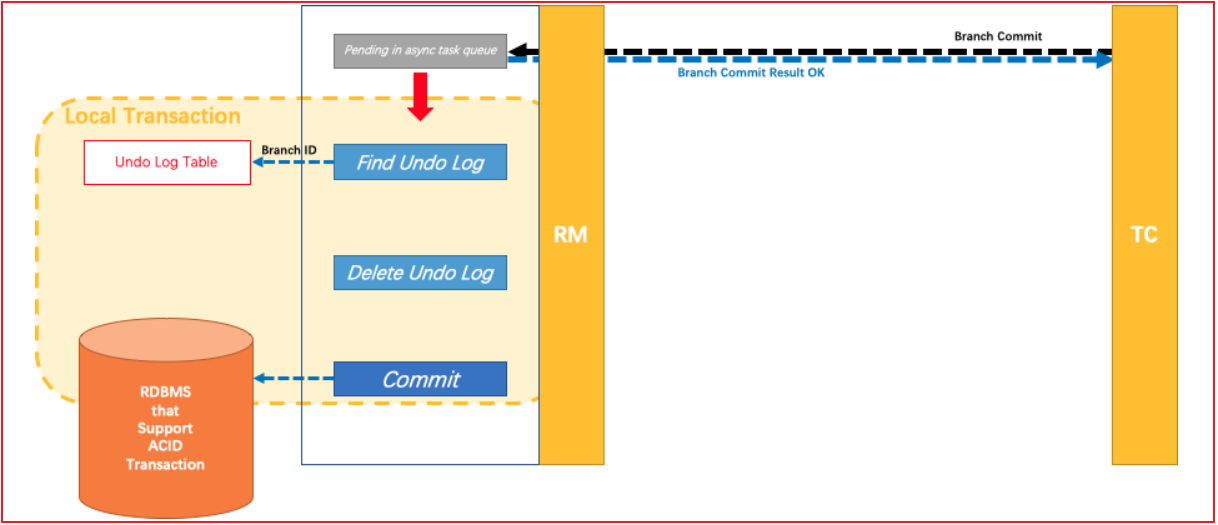 Branch Commit
Pending in async task queue
Branch Commit Result OK
Local Transaction
Branch ID
Undo Log Table
Find Undo Log
RM
TC
Delete Undo Log
Commit
RDBMS
that
Support
ACID
Transaction